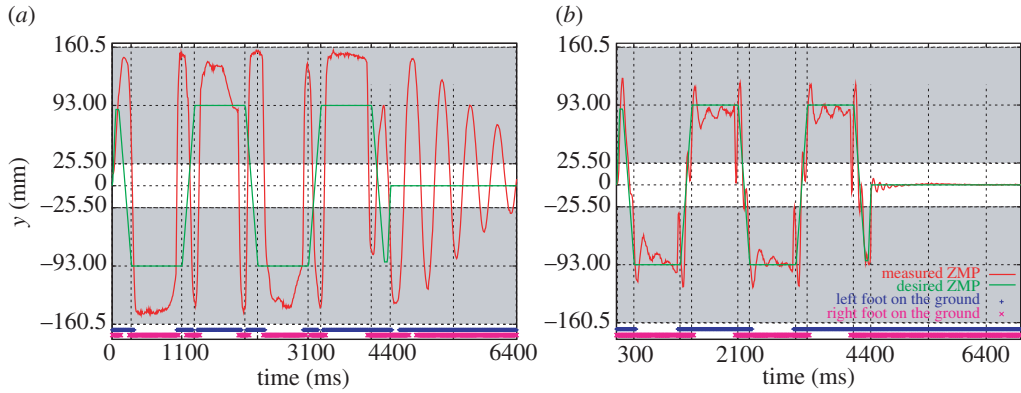 (a)
160.5
93.00
25.50
0
−25.50
−93.00
−160.5
y (mm)
0 1100 3100 4400 6400
time (ms)
(b)
160.5
93.00
25.50
0
−25.50
−93.00
−160.5
measured ZMP
desired ZMP
left foot on the ground
right foot on the ground
300 2100 4400 6400
time (ms)